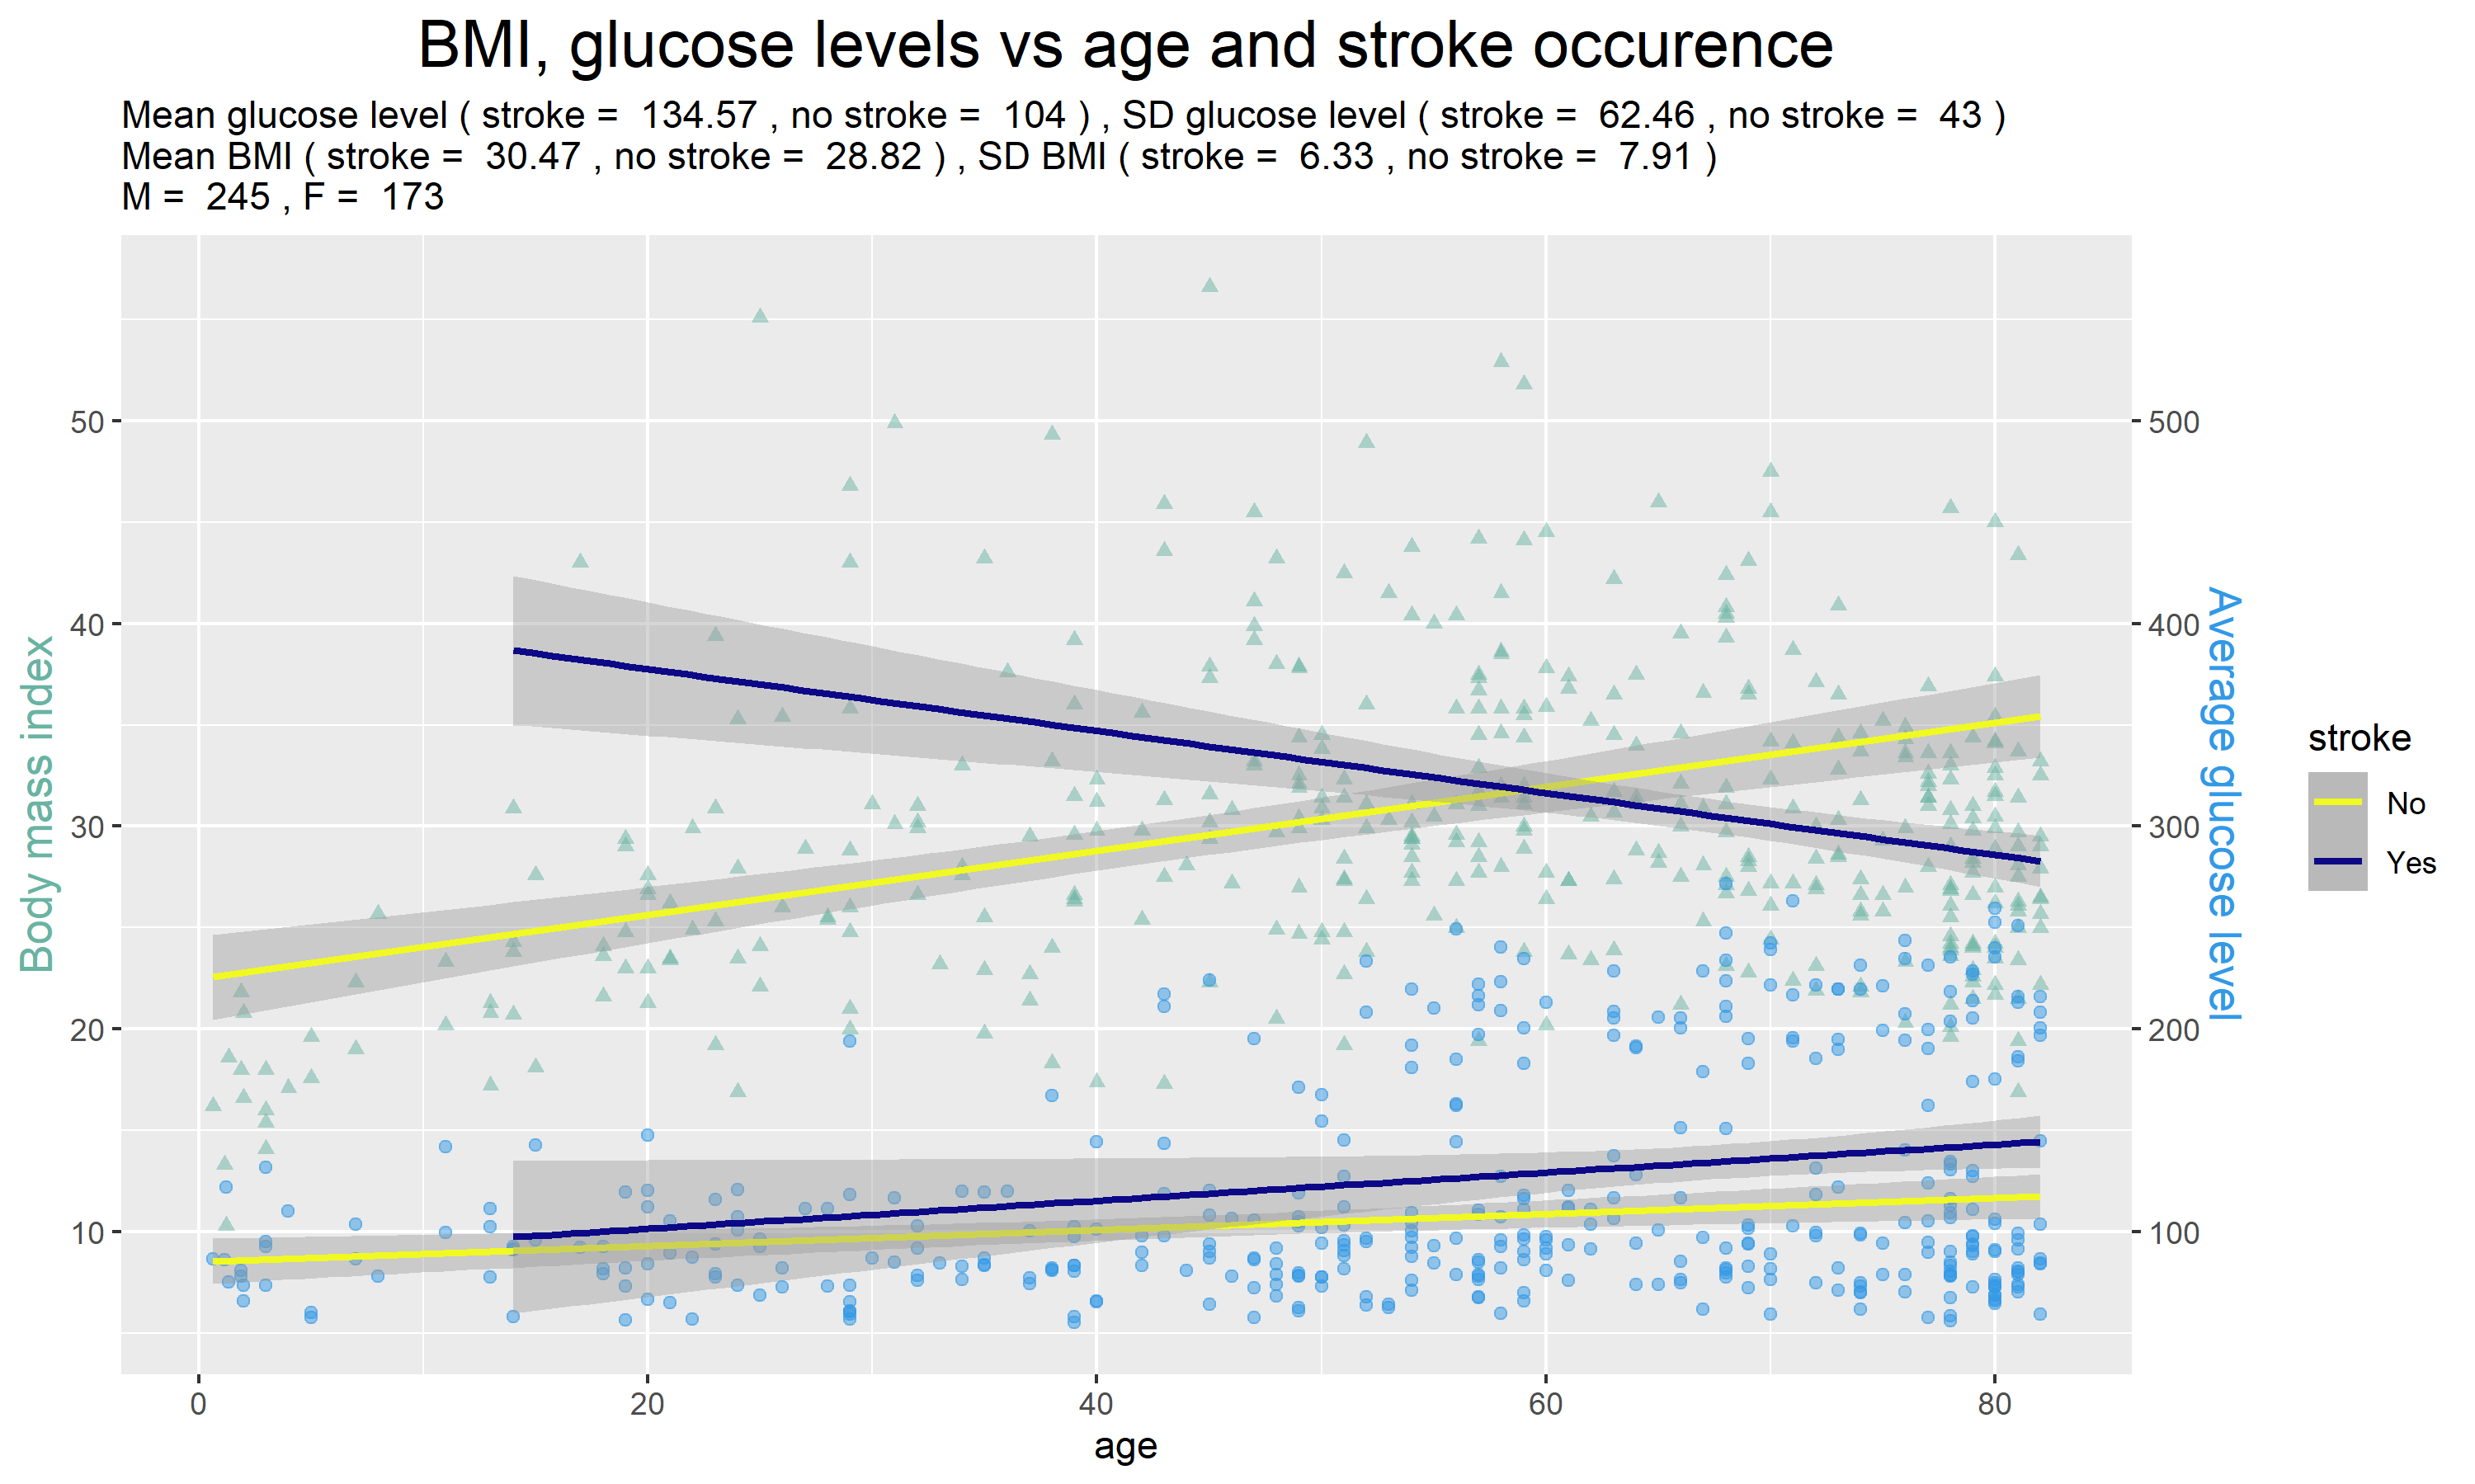 BMI, glucose levels vs age and stroke occurence
Mean glucose level ( stroke =  134.57 , no stroke =  104 ) , SD glucose level ( stroke =  62.46 , no stroke =  43 )
Mean BMI ( stroke =  30.47 , no stroke =  28.82 ) , SD BMI ( stroke =  6.33 , no stroke =  7.91 )
M =  245 , F =  173
Body mass index
50
40
30
20
10
500
400
300
200
100
Average glucose level
stroke
No
Yes
0
20
40
60
80
age